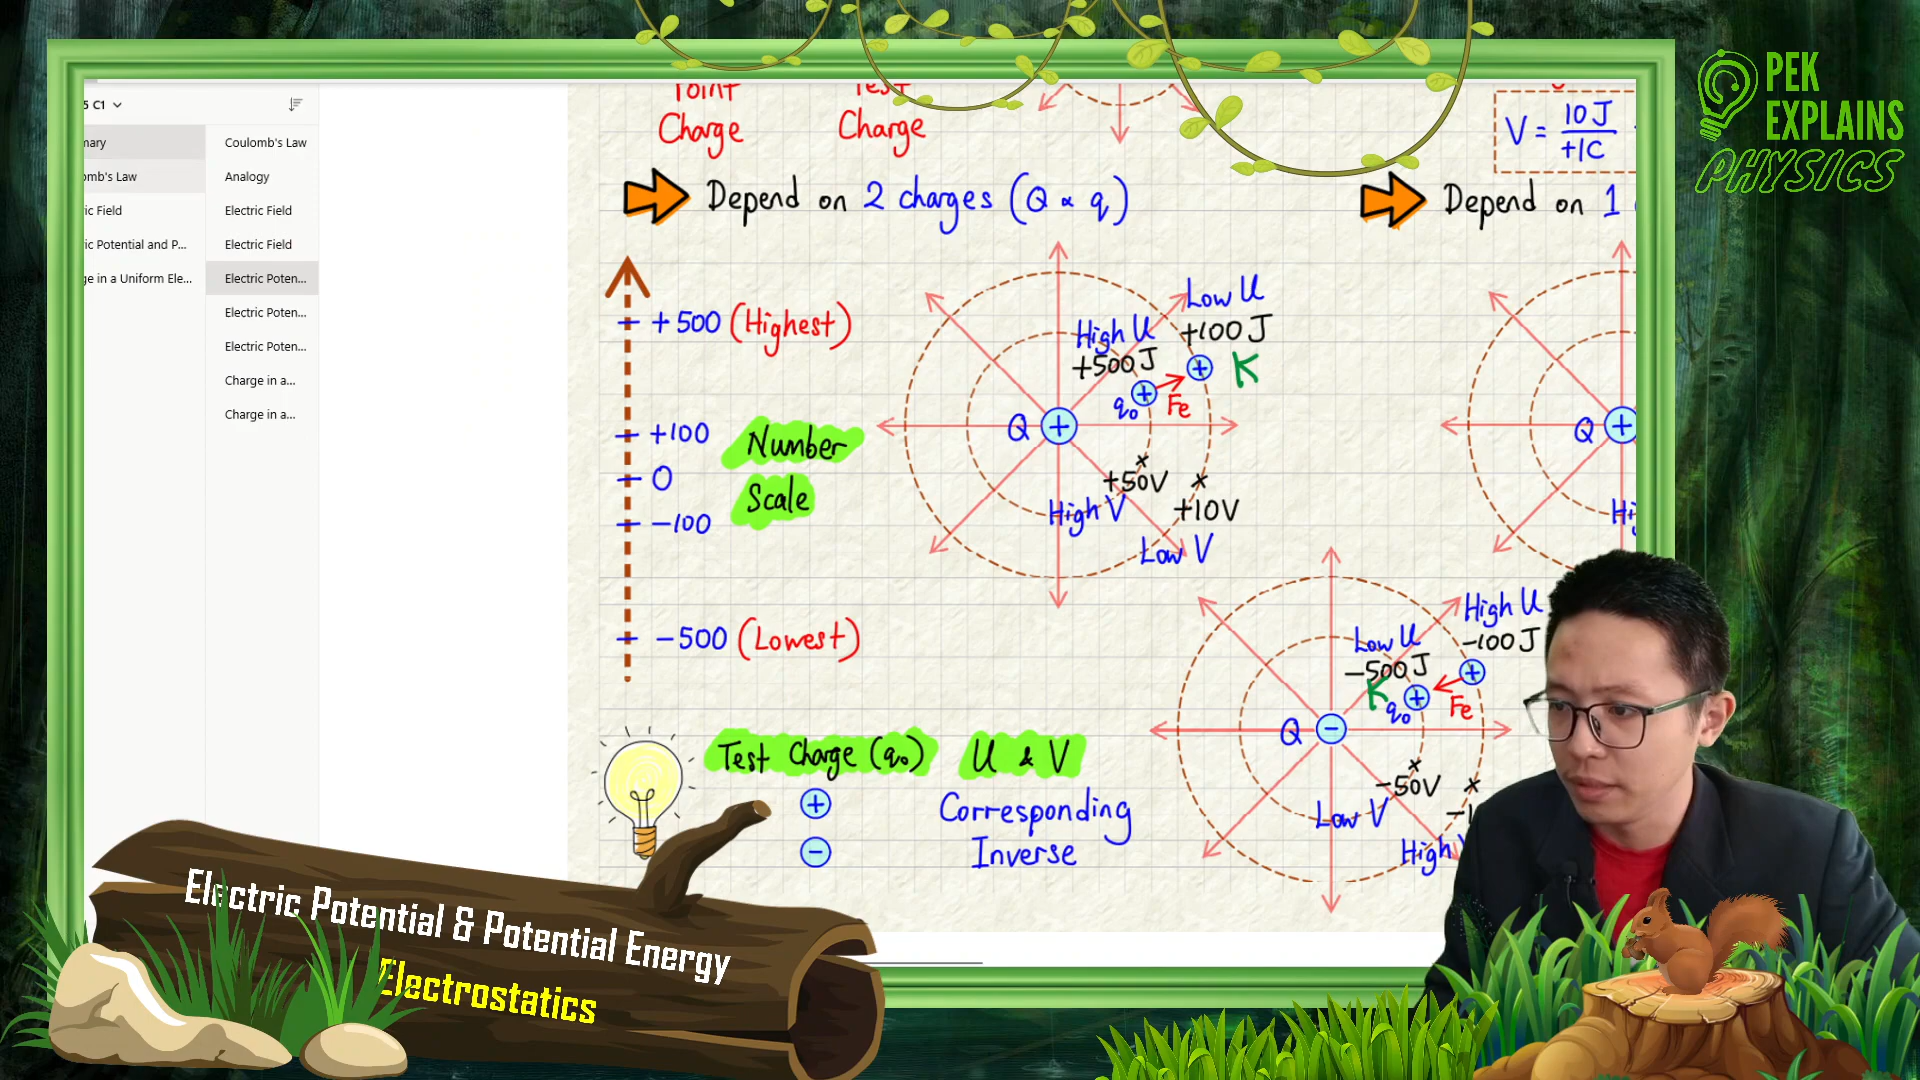 PEK
EXPLAINS
PHYSICS
5 C1
mary
omb's Law
ic Field
ic Potential and P...
ge in a Uniform Ele...
Coulomb's Law
Analogy
Electric Field
Electric Field
Electric Poten...
Electric Poten...
Electric Poten...
Charge in a...
Charge in a...
Point
Charge
Test
Charge
V = 10 J / +1C
Depend on 2 charges (Q ∝ q)
Depend on 1
+500 (Highest)
+100
0
-100
-500 (Lowest)
Number
Scale
Low U
+100 J
High U
+500 J
K
q₀
Fe
Q +
+50V
High V
+10V
Low V
Q +
High U
-100 J
Low U
-500 J
K
q₀
Fe
Q −
-50V
Low V
High
Test Charge (q₀)
U & V
+
Corresponding
−
Inverse
Electric Potential & Potential Energy
Electrostatics